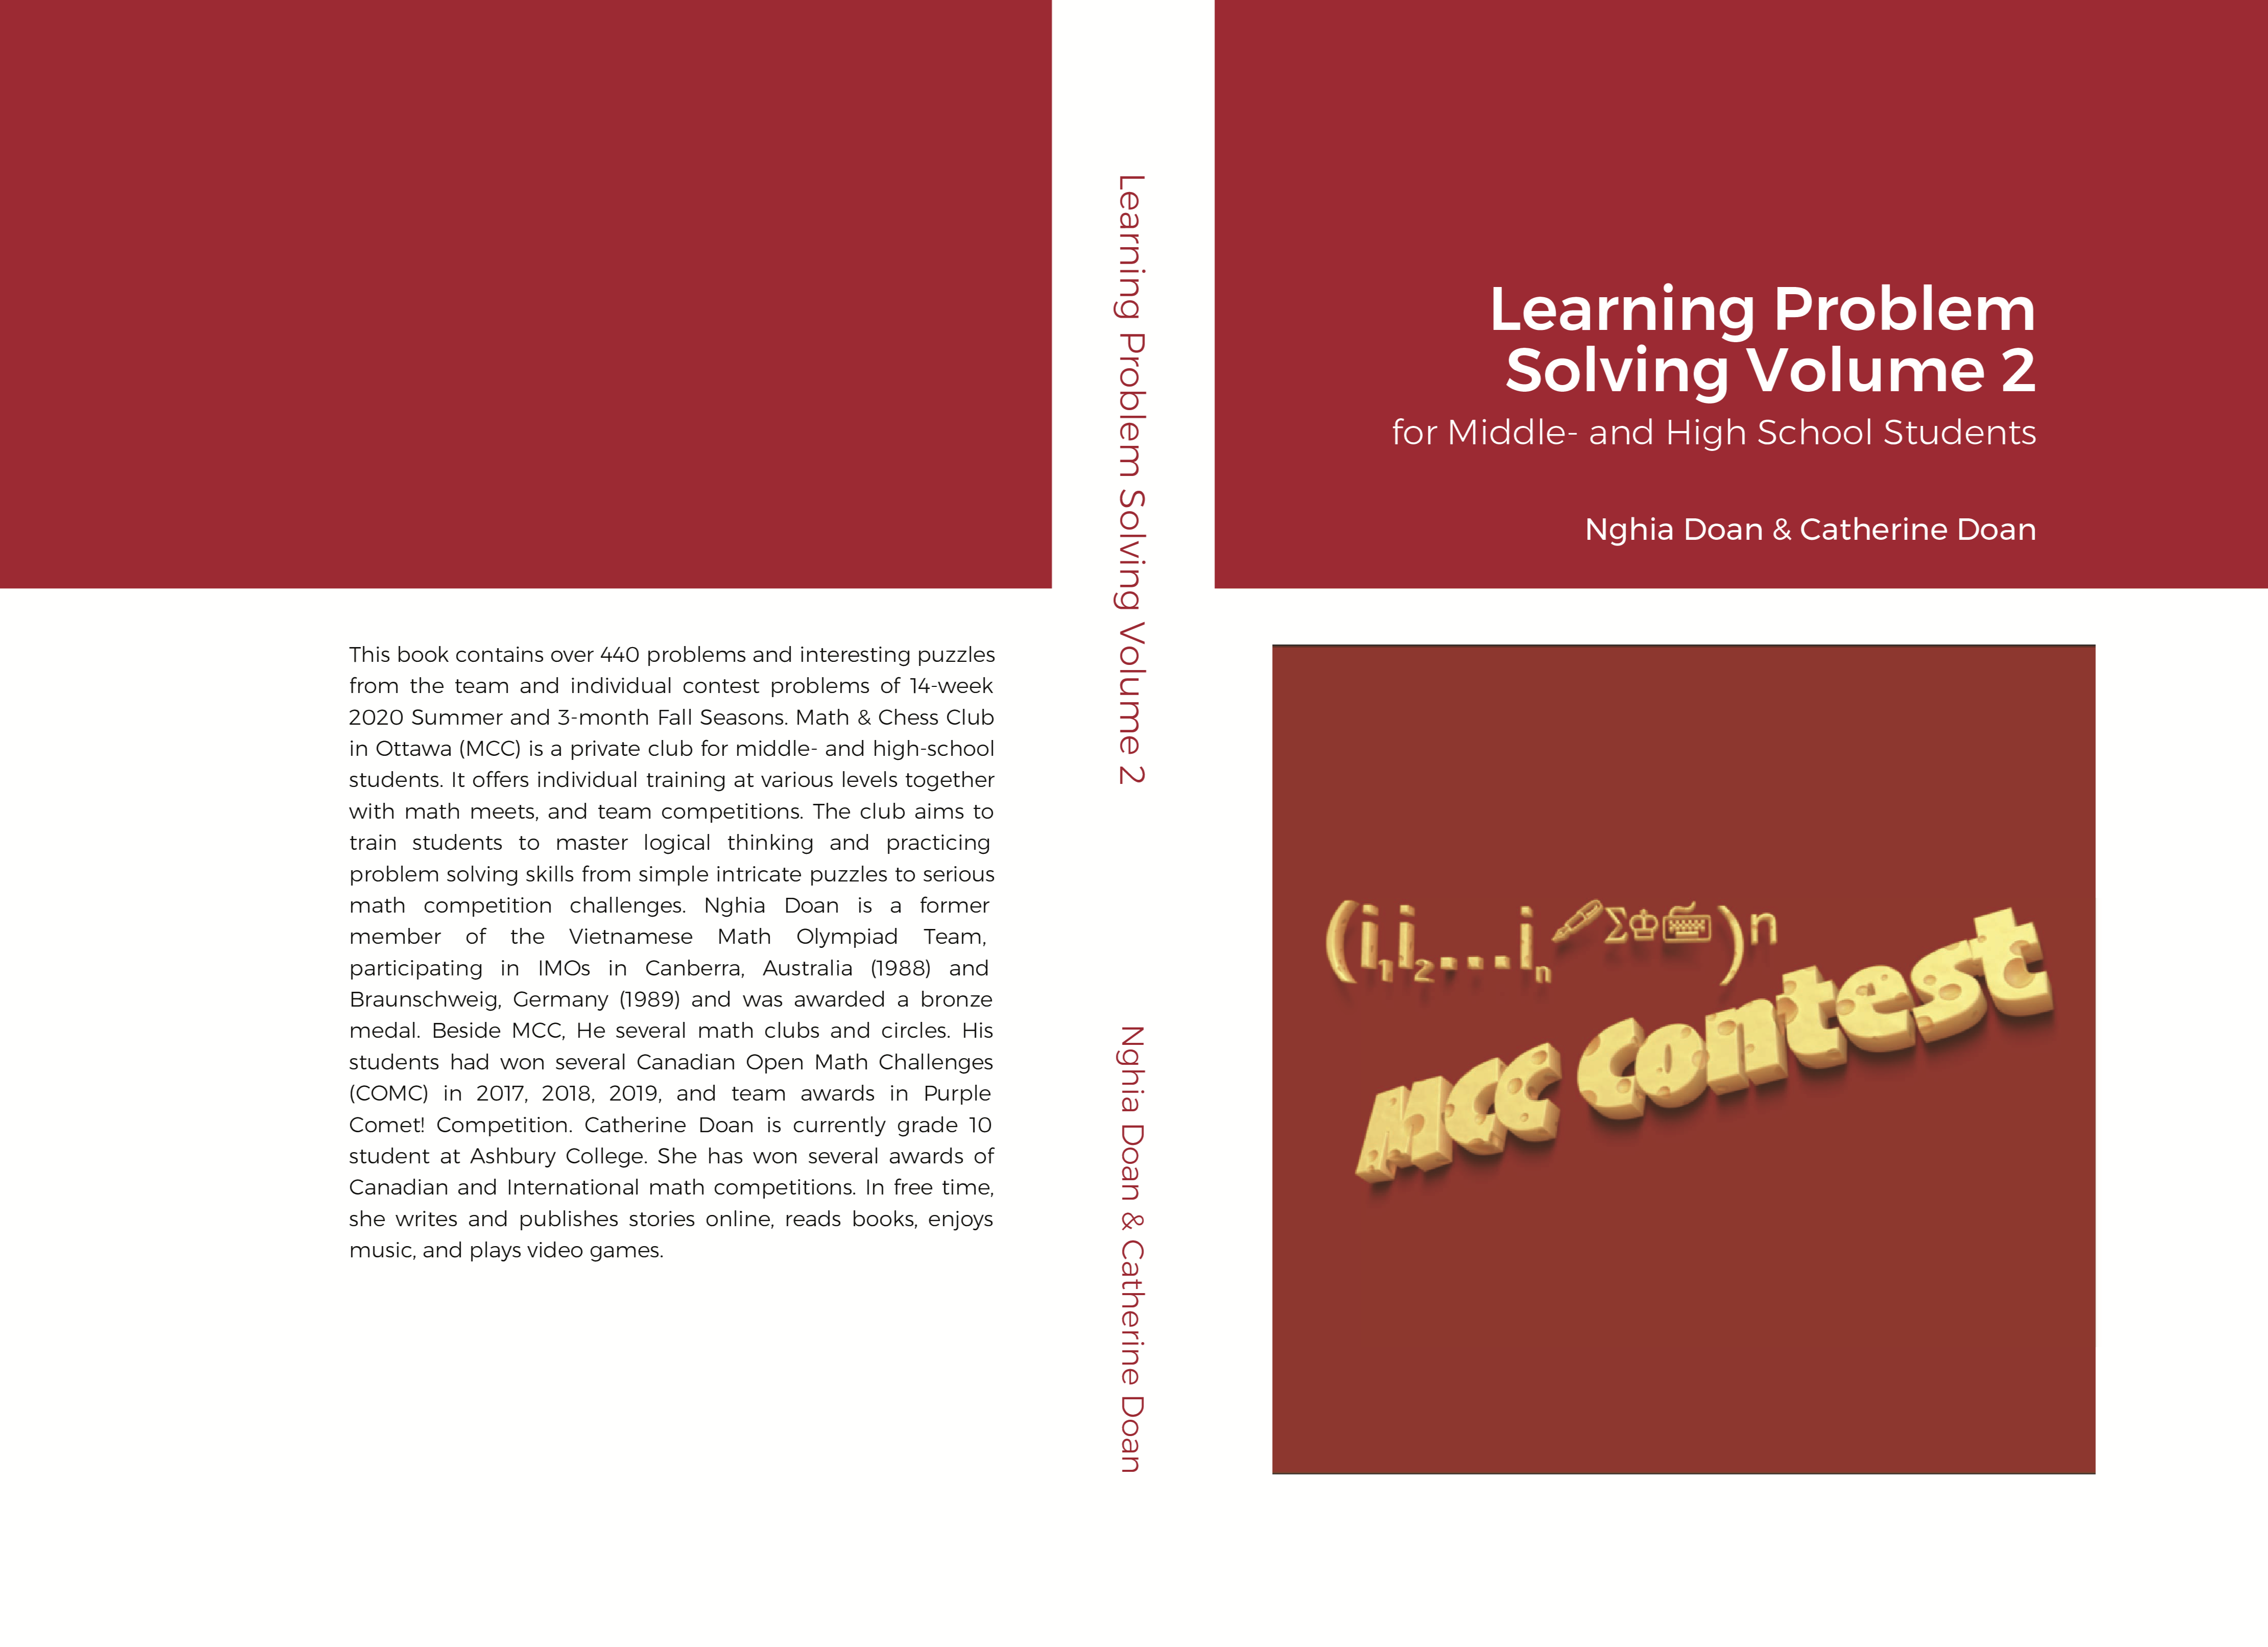 This book contains over 440 problems and interesting puzzles
from the team and individual contest problems of 14-week
2020 Summer and 3-month Fall Seasons. Math & Chess Club
in Ottawa (MCC) is a private club for middle- and high-school
students. It offers individual training at various levels together
with math meets, and team competitions. The club aims to
train students to master logical thinking and practicing
problem solving skills from simple intricate puzzles to serious
math competition challenges. Nghia Doan is a former
member of the Vietnamese Math Olympiad Team,
participating in IMOs in Canberra, Australia (1988) and
Braunschweig, Germany (1989) and was awarded a bronze
medal. Beside MCC, He several math clubs and circles. His
students had won several Canadian Open Math Challenges
(COMC) in 2017, 2018, 2019, and team awards in Purple
Comet! Competition. Catherine Doan is currently grade 10
student at Ashbury College. She has won several awards of
Canadian and International math competitions. In free time,
she writes and publishes stories online, reads books, enjoys
music, and plays video games.
Learning Problem Solving Volume 2
Nghia Doan & Catherine Doan
Learning Problem
Solving Volume 2
for Middle- and High School Students
Nghia Doan & Catherine Doan
(i₁i₂...iₙ🖋Σ♔⌨)n
MCC Contest